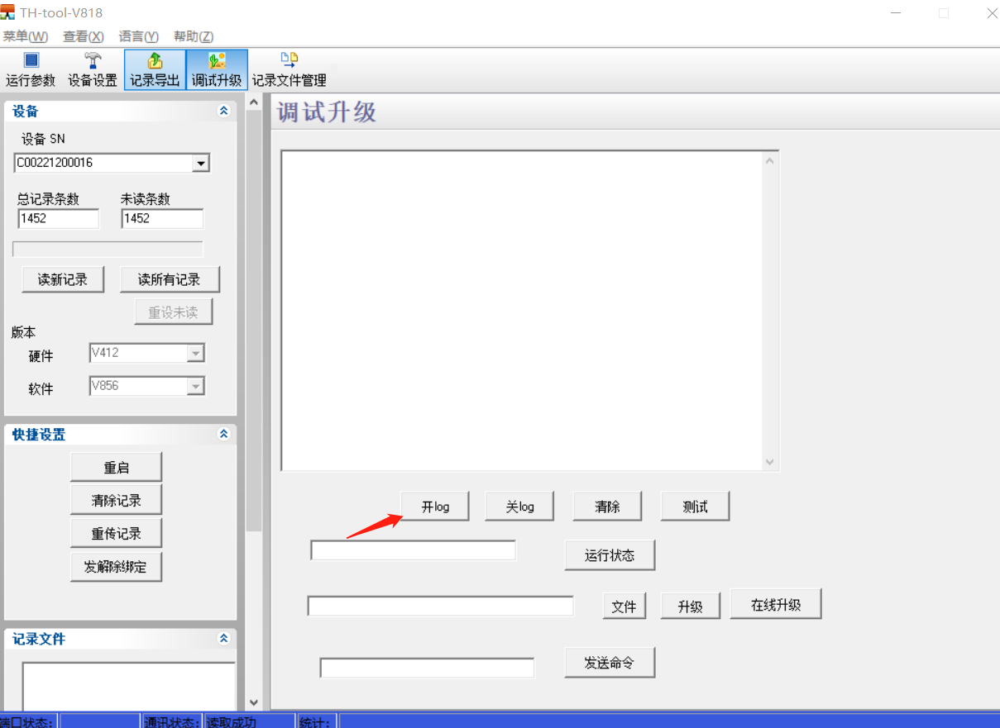 TH-tool-V818
菜单(W) 查看(X) 语言(Y) 帮助(Z)
运行参数 设备设置 记录导出 调试升级 记录文件管理
设备
设备 SN
C00221200016
总记录条数 未读条数
1452 1452
读新记录 读所有记录
重设未读
版本
硬件 V412
软件 V856
快捷设置
重启
清除记录
重传记录
发解除绑定
记录文件
调试升级
开log 关log 清除 测试
运行状态
文件 升级 在线升级
发送命令
端口状态: 通讯状态: 读取成功 统计: